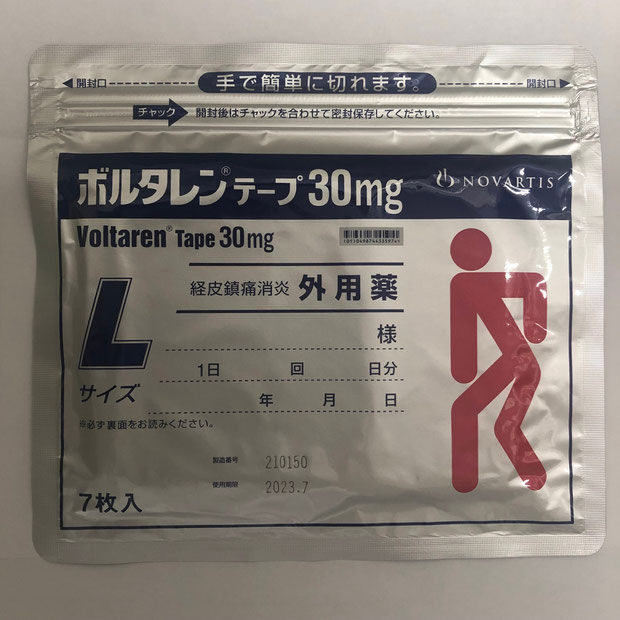 ◀開封口 手で簡単に切れます。 開封口▶
チャック 開封後はチャックを合わせて密封保存してください。
ボルタレン®テープ30mg NOVARTIS
Voltaren® Tape 30mg
経皮鎮痛消炎 外用薬
L
サイズ
様
1日 回 日分
年 月 日
※必ず裏面をお読みください。
製造番号 210150
使用期限 2023.7
7枚入